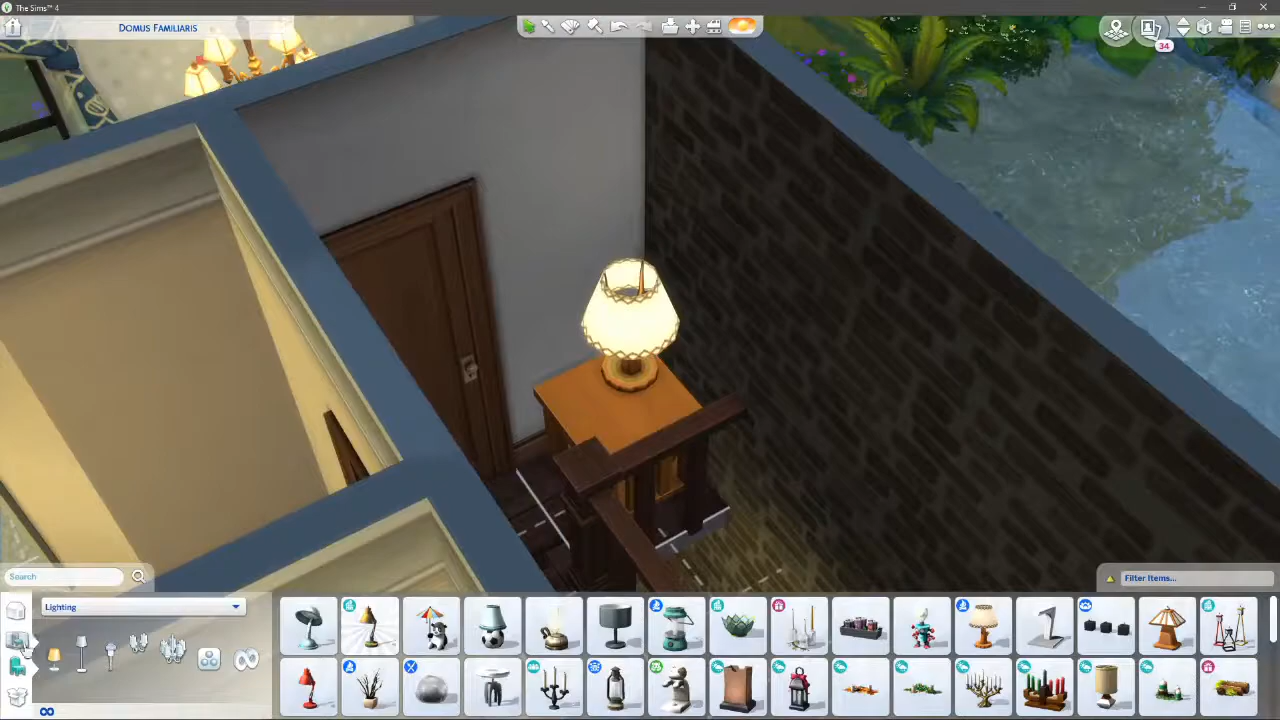 The Sims™ 4
Domus Familiaris
34
Search
Filter Items...
Lighting